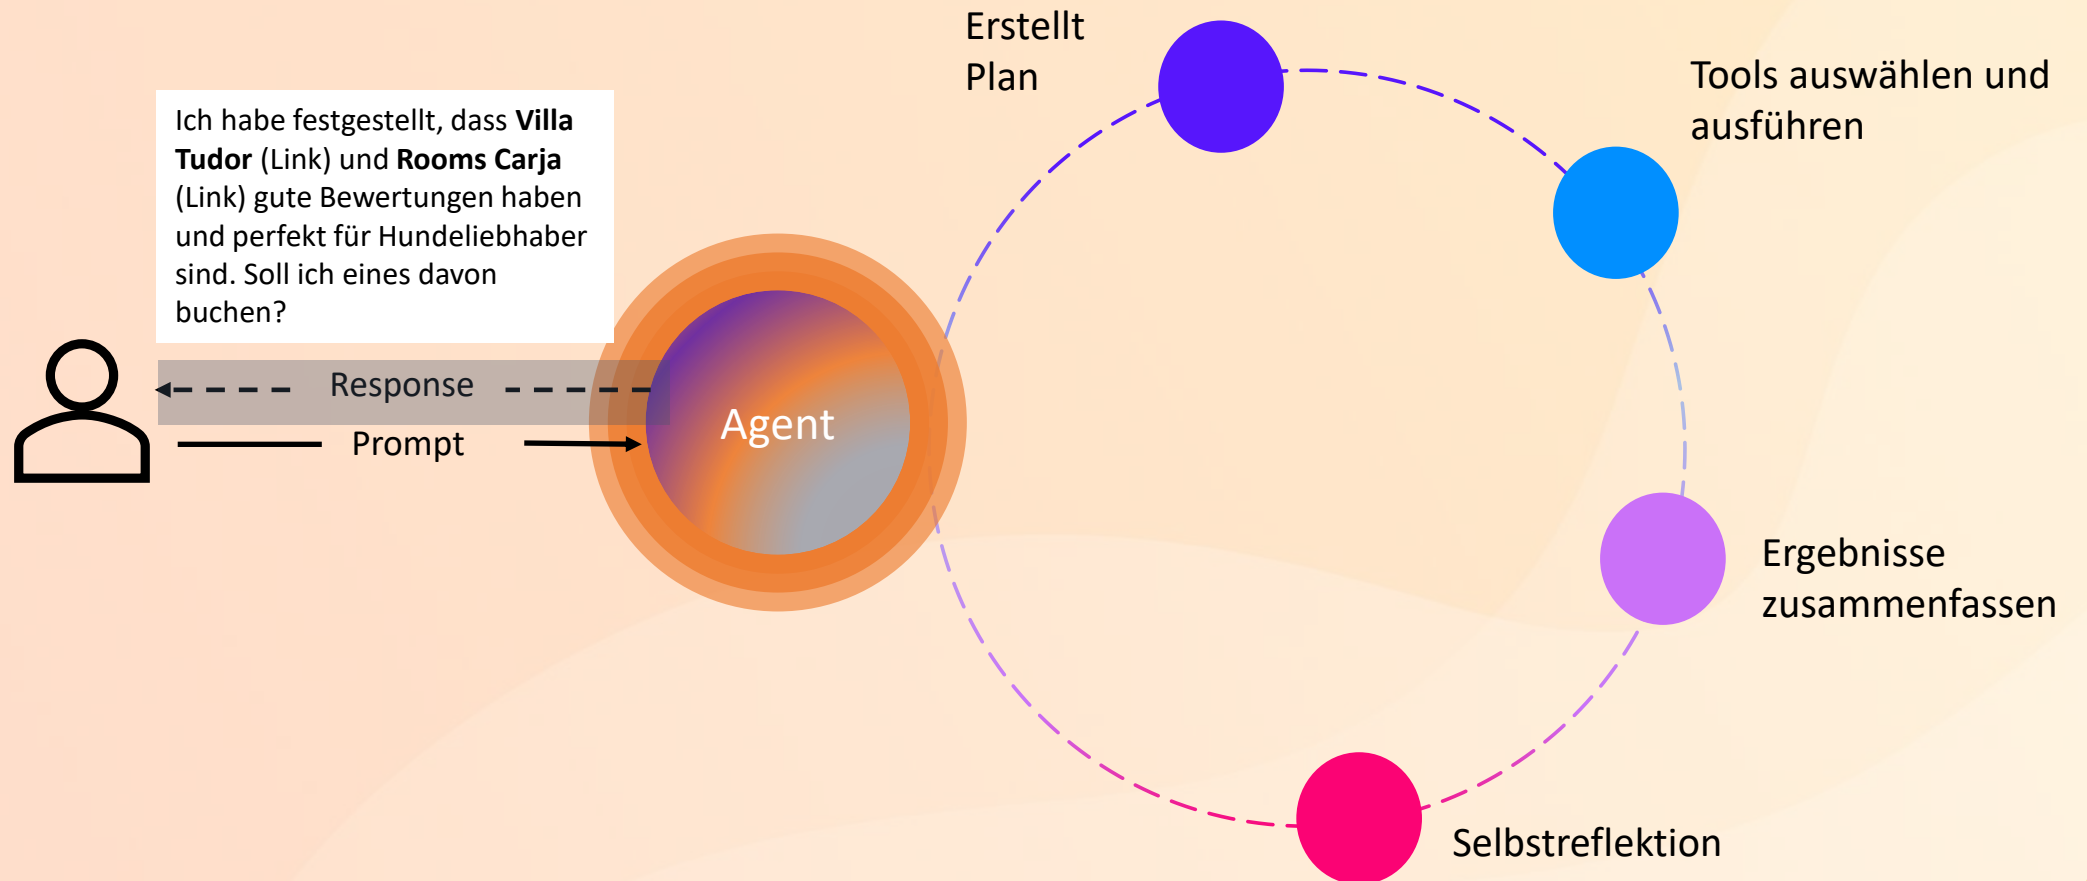 Erstellt
Plan
Tools auswählen und
ausführen
Ich habe festgestellt, dass Villa
Tudor (Link) und Rooms Carja
(Link) gute Bewertungen haben
und perfekt für Hundeliebhaber
sind. Soll ich eines davon
buchen?
Response
Agent
Prompt
Ergebnisse
zusammenfassen
Selbstreflektion